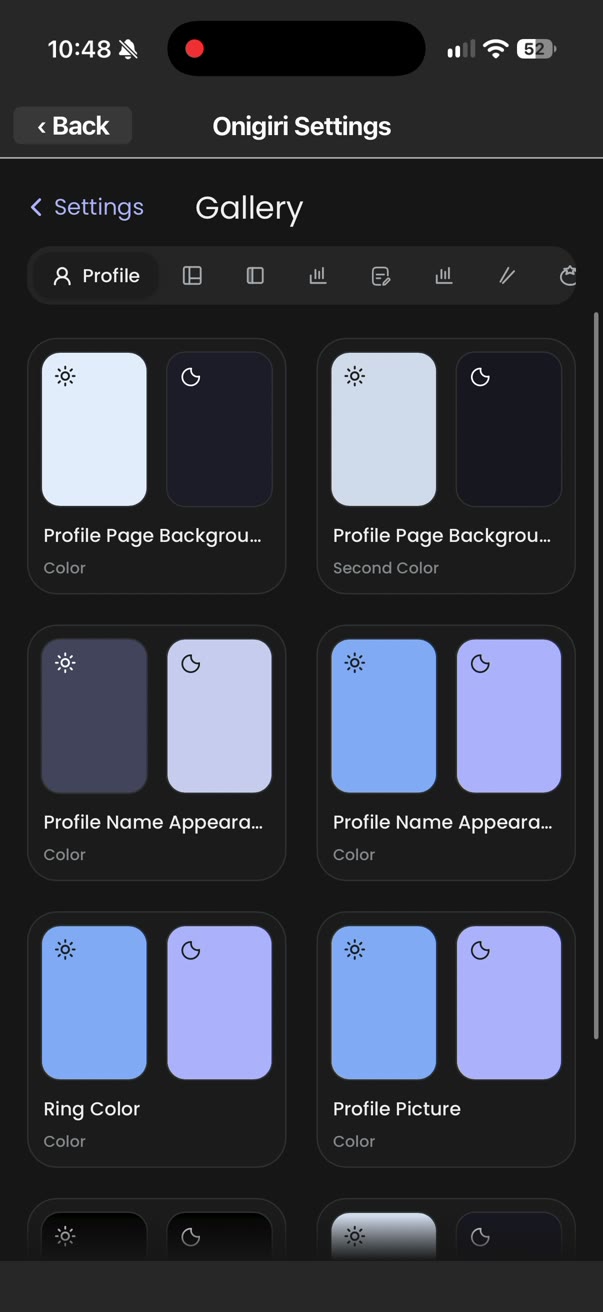 10:48
52
‹ Back
Onigiri Settings
Settings
Gallery
Profile
Profile Page Backgrou...
Color
Profile Page Backgrou...
Second Color
Profile Name Appeara...
Color
Profile Name Appeara...
Color
Ring Color
Color
Profile Picture
Color